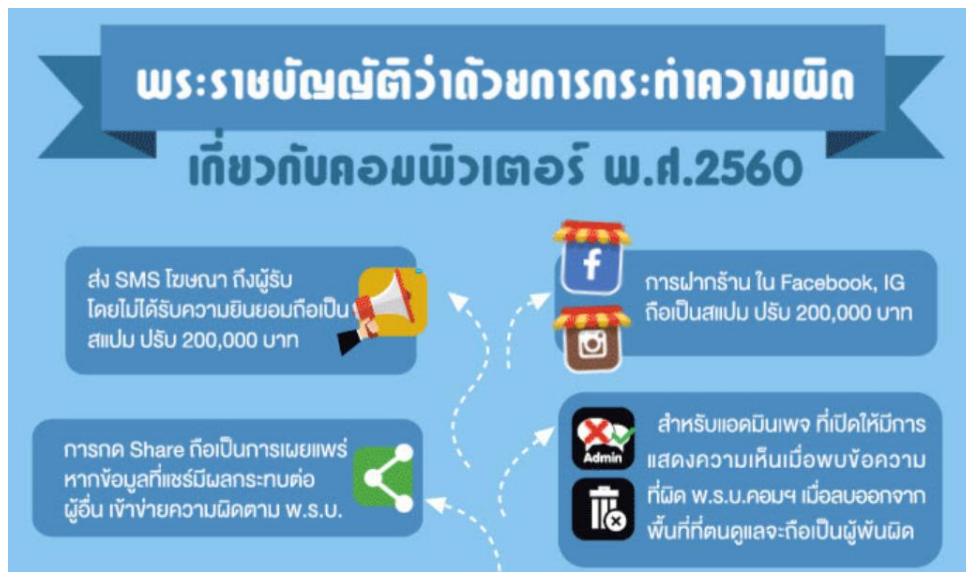 พระราชบัญญัติว่าด้วยการกระทำความผิด
เกี่ยวกับคอมพิวเตอร์ พ.ศ.2560
ส่ง SMS โฆษณา ถึงผู้รับ
โดยไม่ได้รับความยินยอมถือเป็น
สแปม ปรับ 200,000 บาท
การฝากร้าน ใน Facebook, IG
ถือเป็นสแปม ปรับ 200,000 บาท
การกด Share ถือเป็นการเผยแพร่
หากข้อมูลที่แชร์มีผลกระทบต่อ
ผู้อื่น เข้าข่ายความผิดตาม พ.ร.บ.
Admin
สำหรับแอดมินเพจ ที่เปิดให้มีการ
แสดงความเห็นเมื่อพบข้อความ
ที่ผิด พ.ร.บ.คอมฯ เมื่อลบออกจาก
พื้นที่ที่ตนดูแลจะถือเป็นผู้พ้นผิด